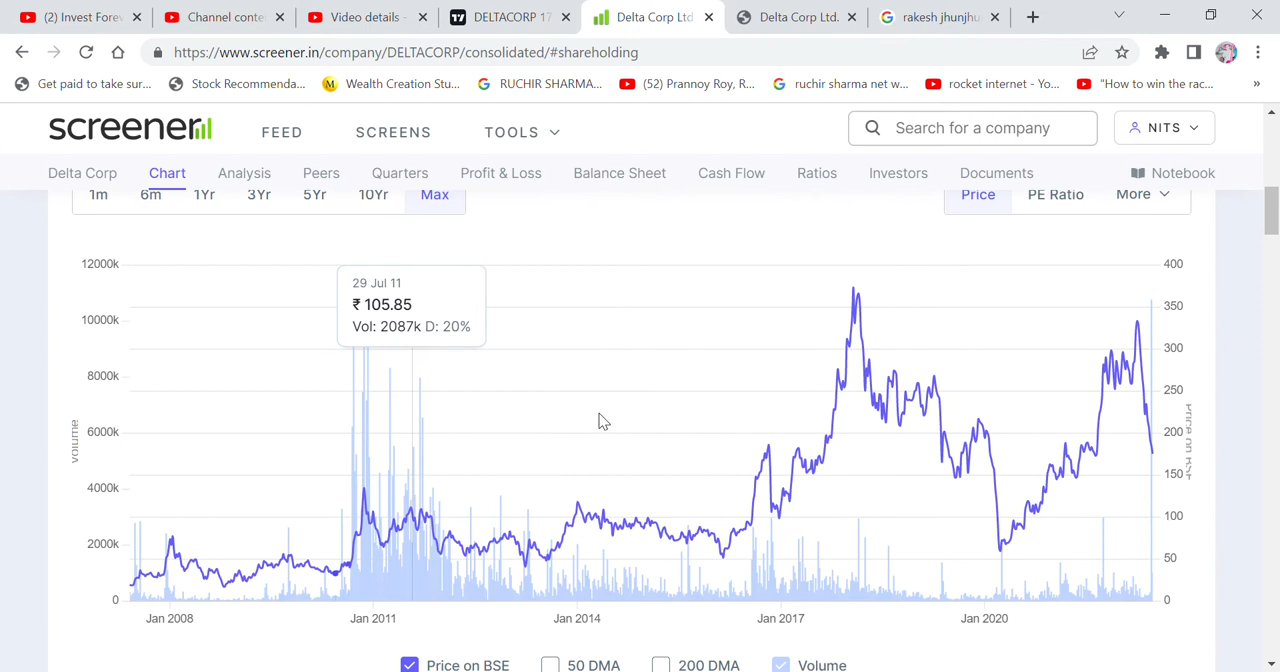 (2) Invest Forev
Channel conte
Video details -
DELTACORP 17
Delta Corp Ltd
Delta Corp Ltd.
rakesh jhunjhu
https://www.screener.in/company/DELTACORP/consolidated/#shareholding
Get paid to take sur...
Stock Recommenda...
Wealth Creation Stu...
RUCHIR SHARMA...
(52) Prannoy Roy, R...
ruchir sharma net w...
rocket internet - Yo...
"How to win the rac...
»
screener
FEED
SCREENS
TOOLS
Search for a company
NITS
Delta Corp
Chart
Analysis
Peers
Quarters
Profit & Loss
Balance Sheet
Cash Flow
Ratios
Investors
Documents
Notebook
1m
6m
1Yr
3Yr
5Yr
10Yr
Max
Price
PE Ratio
More
12000k
10000k
8000k
6000k
4000k
2000k
0
volume
29 Jul 11
₹ 105.85
Vol: 2087k D: 20%
400
350
300
250
200
150
100
50
0
Price on BSE
Jan 2008
Jan 2011
Jan 2014
Jan 2017
Jan 2020
Price on BSE
50 DMA
200 DMA
Volume